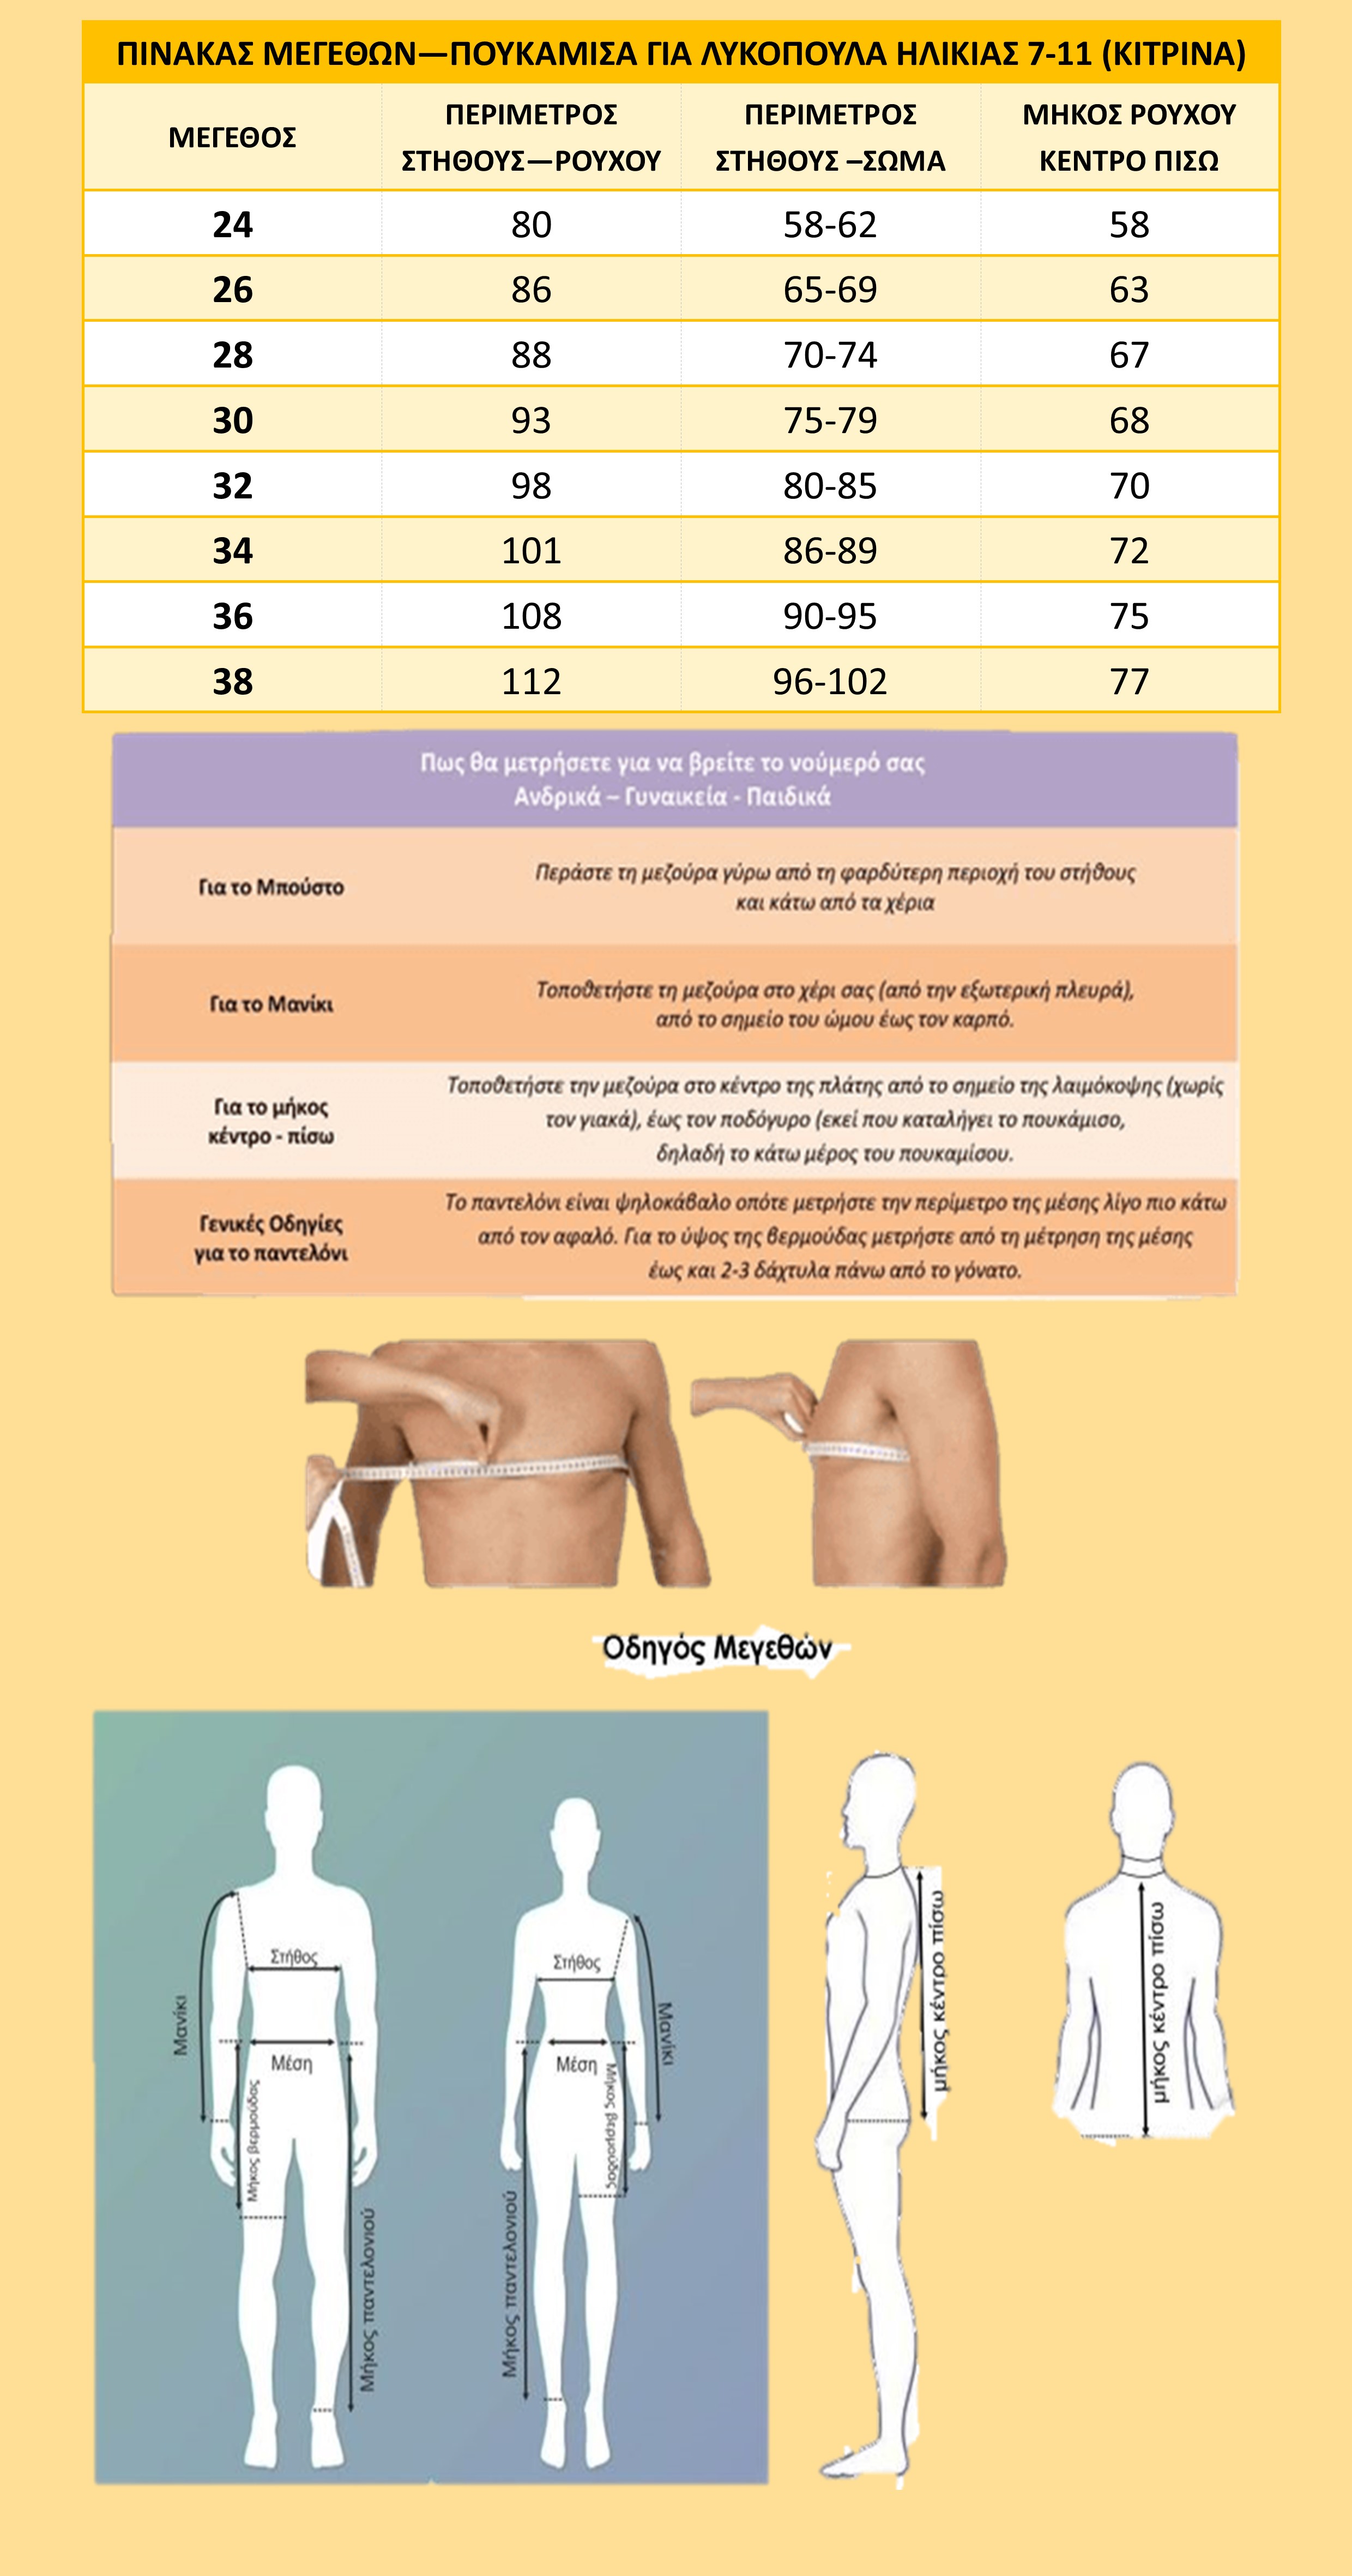 ΠΙΝΑΚΑΣ ΜΕΓΕΘΩΝ—ΠΟΥΚΑΜΙΣΑ ΓΙΑ ΛΥΚΟΠΟΥΛΑ ΗΛΙΚΙΑΣ 7-11 (ΚΙΤΡΙΝΑ)
ΜΕΓΕΘΟΣ ΠΕΡΙΜΕΤΡΟΣ ΣΤΗΘΟΥΣ—ΡΟΥΧΟΥ ΠΕΡΙΜΕΤΡΟΣ ΣΤΗΘΟΥΣ –ΣΩΜΑ ΜΗΚΟΣ ΡΟΥΧΟΥ ΚΕΝΤΡΟ ΠΙΣΩ
24 80 58-62 58
26 86 65-69 63
28 88 70-74 67
30 93 75-79 68
32 98 80-85 70
34 101 86-89 72
36 108 90-95 75
38 112 96-102 77
Πως θα μετρήσετε για να βρείτε το νούμερό σας
Ανδρικά – Γυναικεία - Παιδικά
Για το Μπούστο
Περάστε τη μεζούρα γύρω από τη φαρδύτερη περιοχή του στήθους
και κάτω από τα χέρια
Για το Μανίκι
Τοποθετήστε τη μεζούρα στο χέρι σας (από την εξωτερική πλευρά),
από το σημείο του ώμου έως τον καρπό.
Για το μήκος
κέντρο - πίσω
Τοποθετήστε την μεζούρα στο κέντρο της πλάτης από το σημείο της λαιμόκοψης (χωρίς
τον γιακά), έως τον ποδόγυρο (εκεί που καταλήγει το πουκάμισο,
δηλαδή το κάτω μέρος του πουκαμίσου.
Γενικές Οδηγίες
για το παντελόνι
Το παντελόνι είναι ψηλοκάβαλο οπότε μετρήστε την περίμετρο της μέσης λίγο πιο κάτω
από τον αφαλό. Για το ύψος της βερμούδας μετρήστε από τη μέτρηση της μέσης
έως και 2-3 δάχτυλα πάνω από το γόνατο.
Οδηγός Μεγεθών
Στήθος
Μανίκι
Μέση
Μήκος βερμούδας
Μήκος παντελονιού
Στήθος
Μανίκι
Μέση
Μήκος βερμούδας
Μήκος παντελονιού
μήκος κέντρο πίσω
μήκος κέντρο πίσω